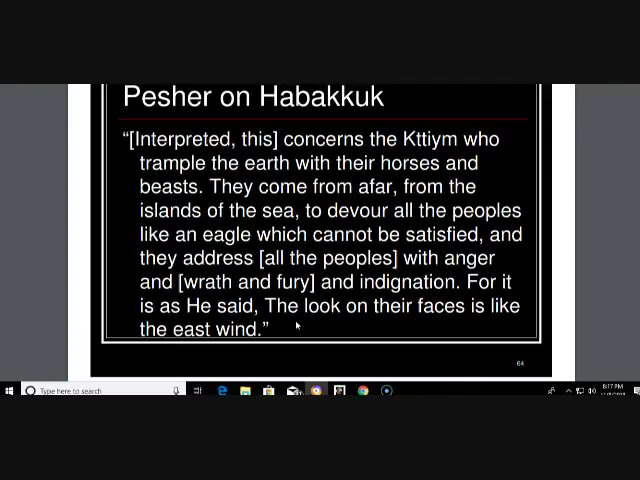 Pesher on Habakkuk
“[Interpreted, this] concerns the Kttiym who
trample the earth with their horses and
beasts. They come from afar, from the
islands of the sea, to devour all the peoples
like an eagle which cannot be satisfied, and
they address [all the peoples] with anger
and [wrath and fury] and indignation. For it
is as He said, The look on their faces is like
the east wind.”
64
Type here to search
8:17 PM